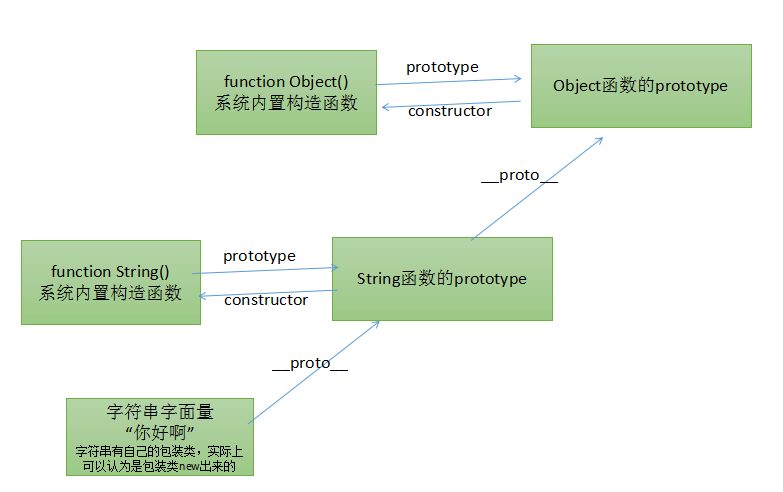 function Object()
系统内置构造函数
prototype
constructor
Object函数的prototype
__proto__
function String()
系统内置构造函数
prototype
constructor
String函数的prototype
__proto__
字符串字面量
“你好啊”
字符串有自己的包装类，实际上
可以认为是包装类new出来的